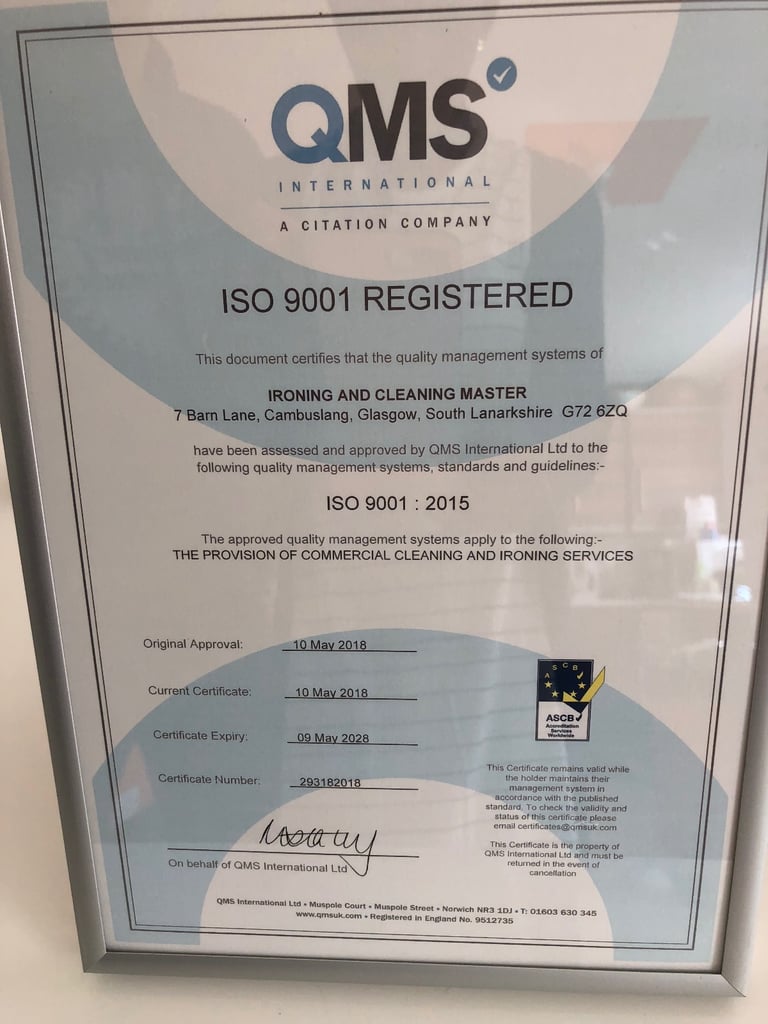 QMS
INTERNATIONAL
A CITATION COMPANY
ISO 9001 REGISTERED
This document certifies that the quality management systems of
IRONING AND CLEANING MASTER
7 Barn Lane, Cambuslang, Glasgow, South Lanarkshire G72 6ZQ
have been assessed and approved by QMS International Ltd to the
following quality management systems, standards and guidelines:-
ISO 9001 : 2015
The approved quality management systems apply to the following:-
THE PROVISION OF COMMERCIAL CLEANING AND IRONING SERVICES
Original Approval: 10 May 2018
Current Certificate: 10 May 2018
Certificate Expiry: 09 May 2028
Certificate Number: 293182018
On behalf of QMS International Ltd
ASCB
ASCB
Accreditation
Services
Worldwide
This Certificate remains valid while
the holder maintains their
management system in
accordance with the published
standard. To check the validity and
status of this certificate please
email certificates@qmsuk.com
This Certificate is the property of
QMS International Ltd and must be
returned in the event of
cancellation
QMS International Ltd • Muspole Court • Muspole Street • Norwich NR3 1DJ • T: 01603 630 345
www.qmsuk.com • Registered in England No. 9512735